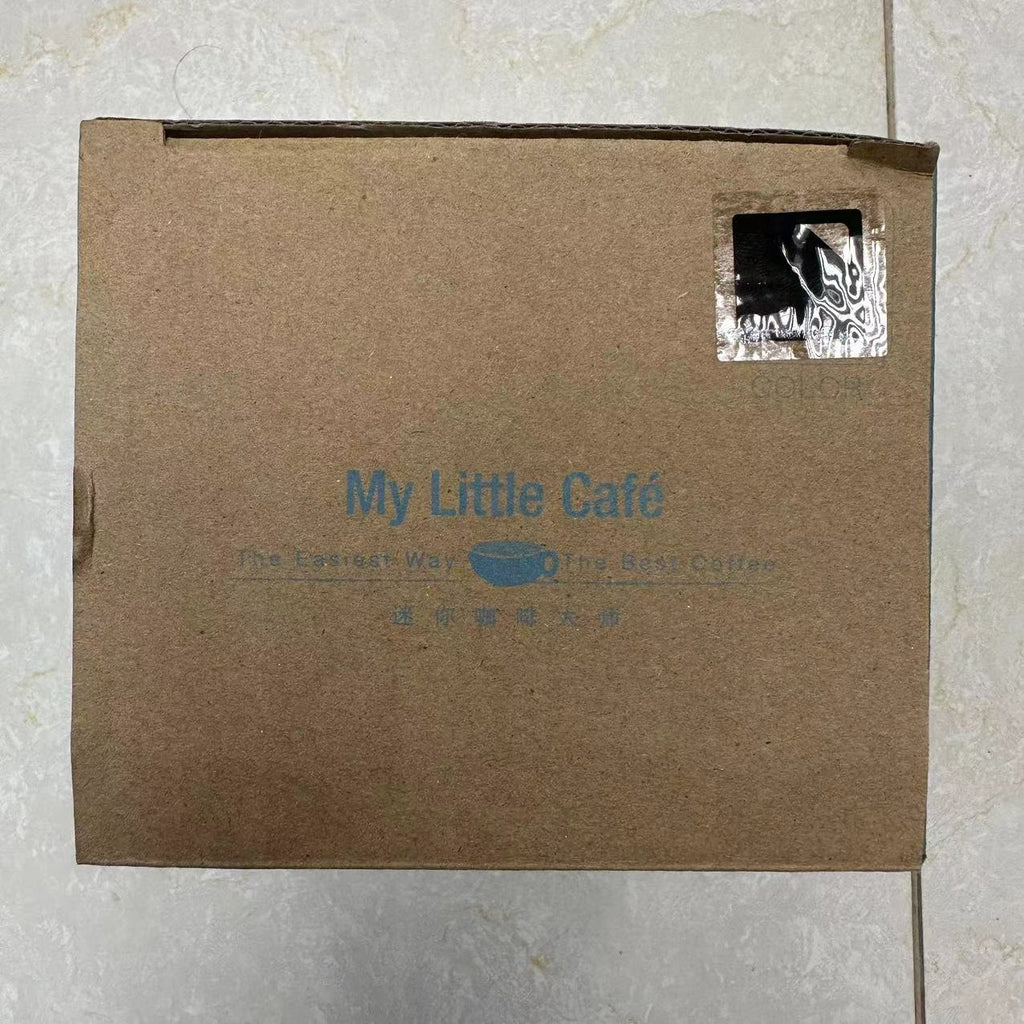 COLOR
My Little Café
The Easiest Way The Best Coffee
迷你咖啡大师